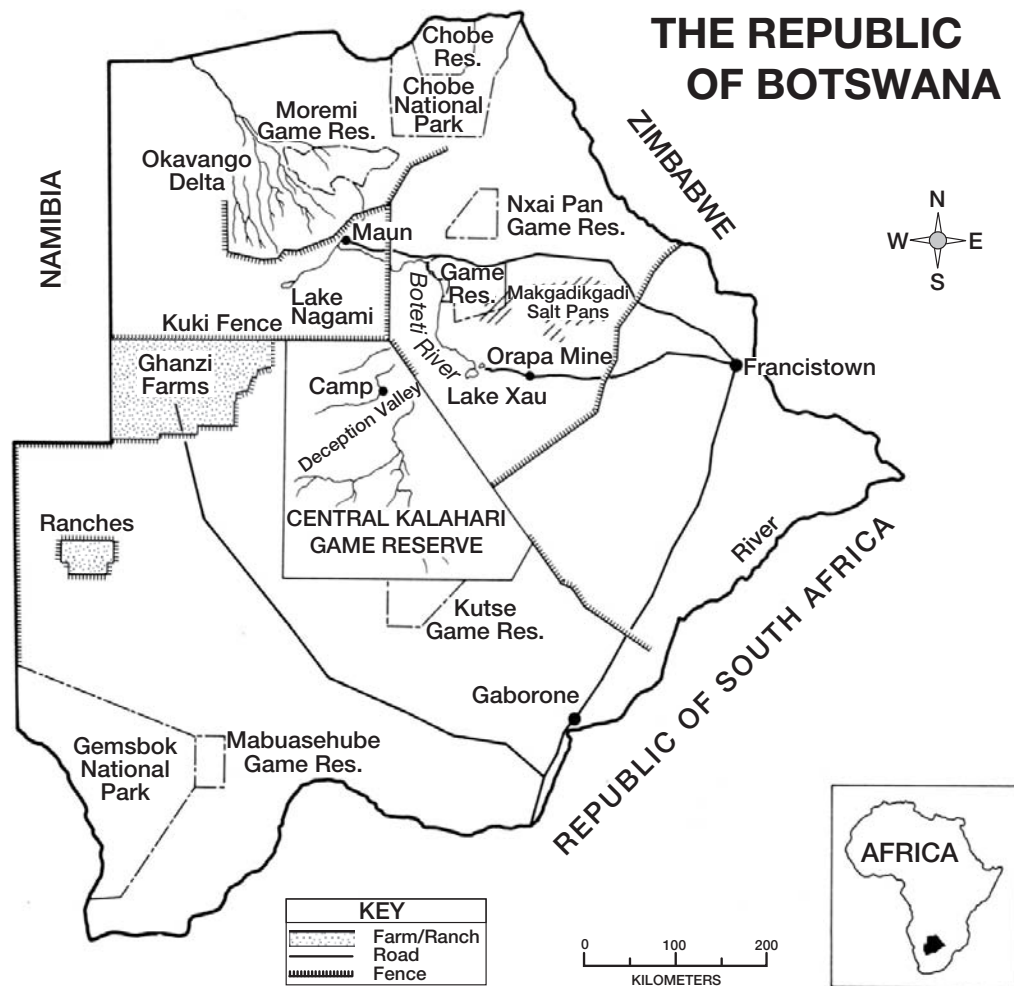 THE REPUBLIC
OF BOTSWANA
Chobe
Res.
Chobe
National
Park
Moremi
Game Res.
Okavango
Delta
ZIMBABWE
NAMIBIA
Nxai Pan
Game Res.
N
W
E
S
Maun
Game
Res.
Makgadikgadi
Salt Pans
Lake
Nagami
Boteti River
Kuki Fence
Orapa Mine
Ghanzi
Farms
Francistown
Camp
Lake Xau
Deception Valley
CENTRAL KALAHARI
GAME RESERVE
Ranches
River
Kutse
Game Res.
REPUBLIC OF SOUTH AFRICA
Gaborone
Gemsbok
National
Park
Mabuasehube
Game Res.
AFRICA
KEY
Farm/Ranch
Road
Fence
0 100 200
KILOMETERS